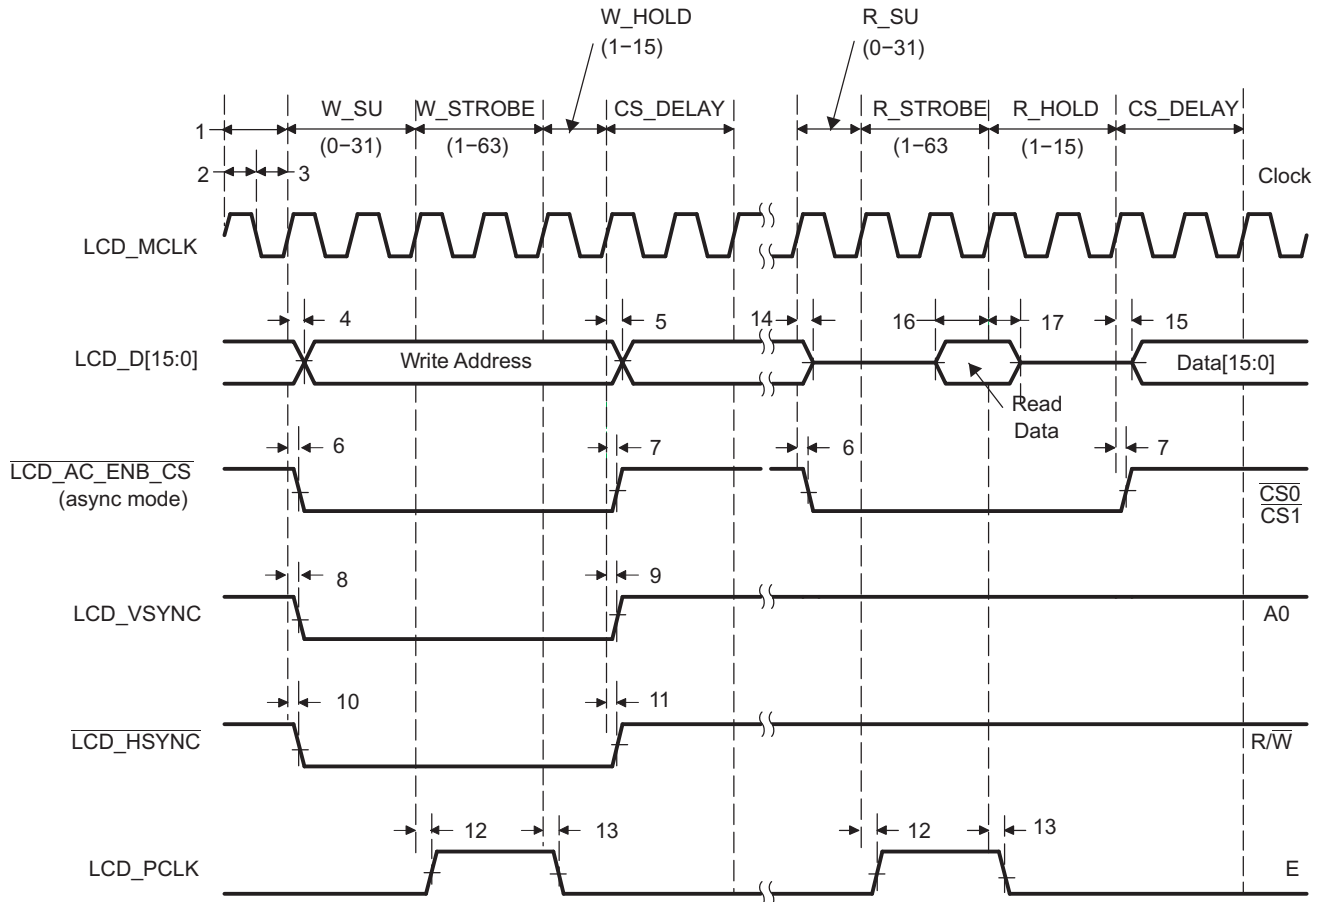 W_HOLD
(1−15)
R_SU
(0−31)
1
W_SU
(0−31)
W_STROBE
(1−63)
CS_DELAY
R_STROBE
(1−63
R_HOLD
(1−15)
CS_DELAY
2
3
Clock
LCD_MCLK
4
5
14
16
17
15
LCD_D[15:0]
Write Address
Data[15:0]
Read
Data
6
7
6
7
LCD_AC_ENB_CS
(async mode)
CS0
CS1
8
9
LCD_VSYNC
A0
10
11
LCD_HSYNC
R/W
12
13
12
13
LCD_PCLK
E